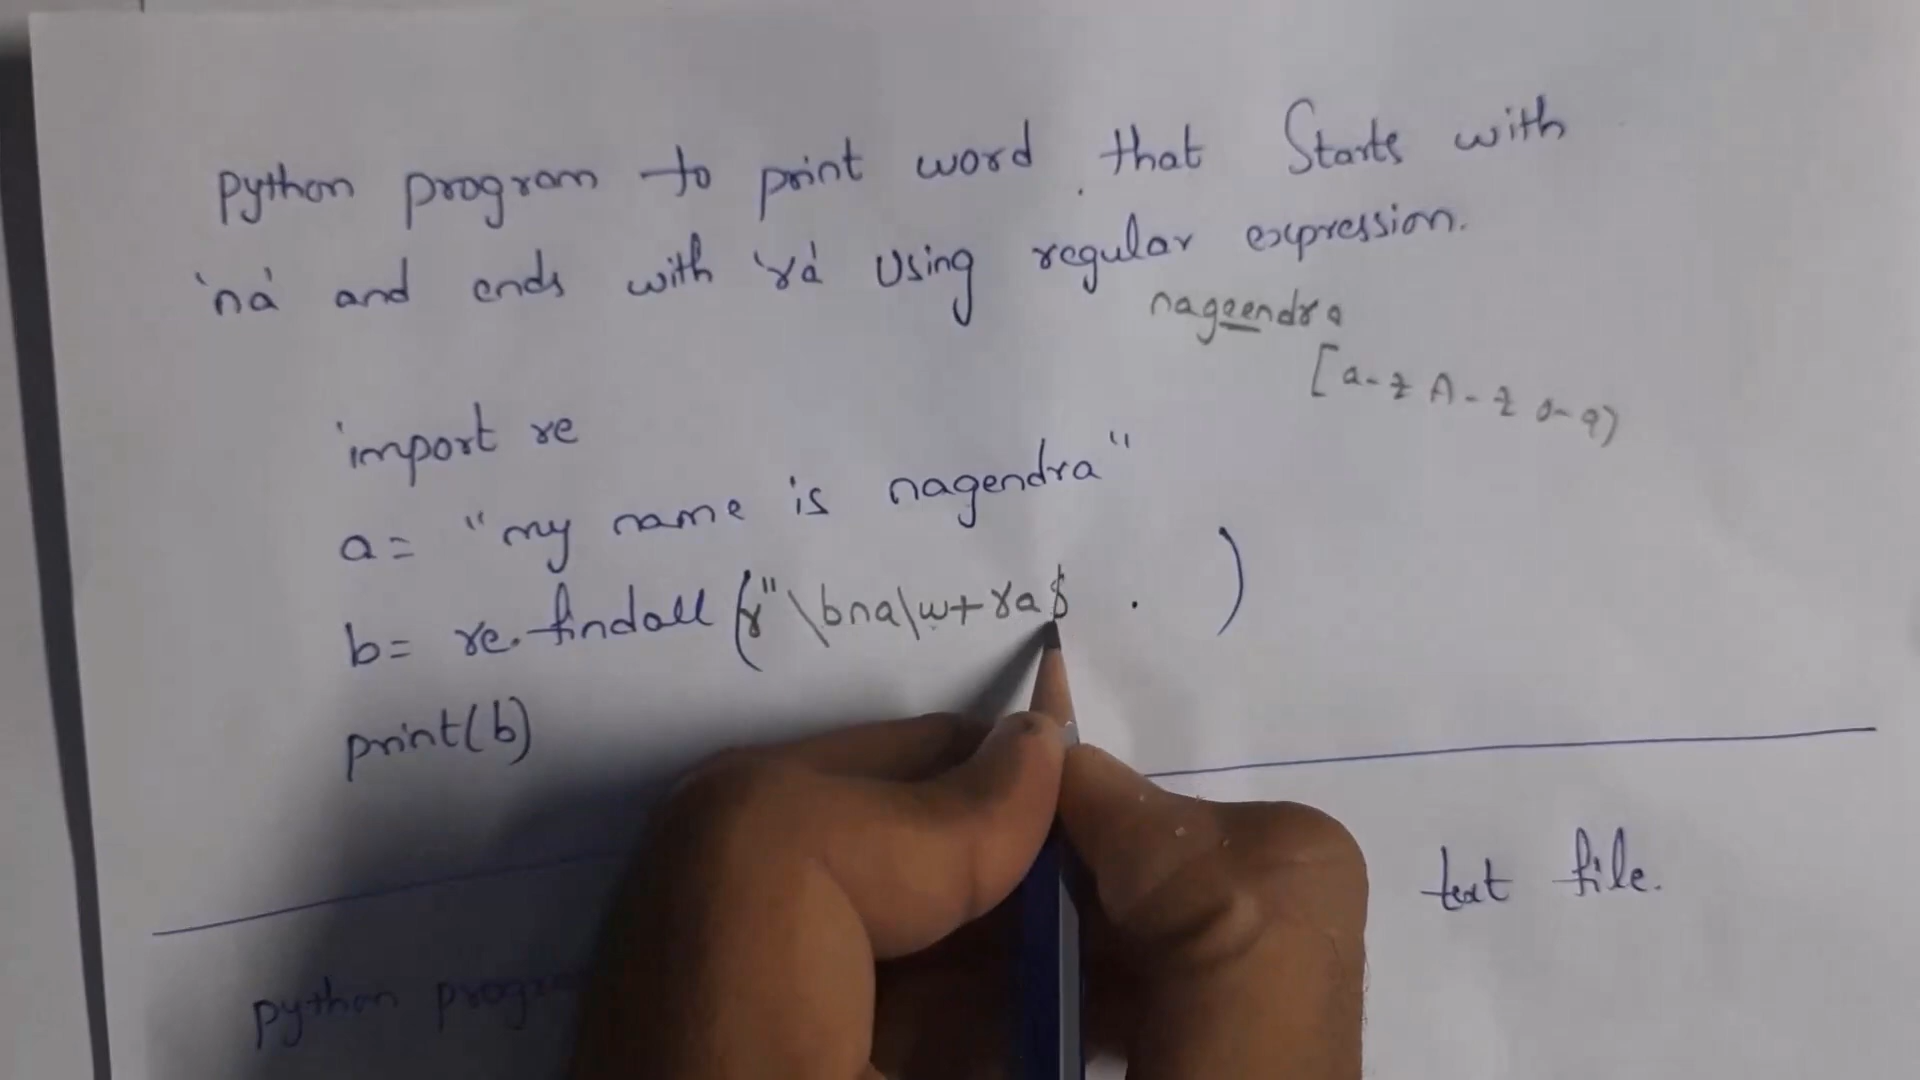 python program to print word that Starts with
'na' and ends with 'ra' Using regular expression.
nageendra
[a-z A-z 0-9)
import re
a= "my name is nagendra"
b= re.findall (r"\bna\w+ra$ . )
print(b)
text file.
python progra